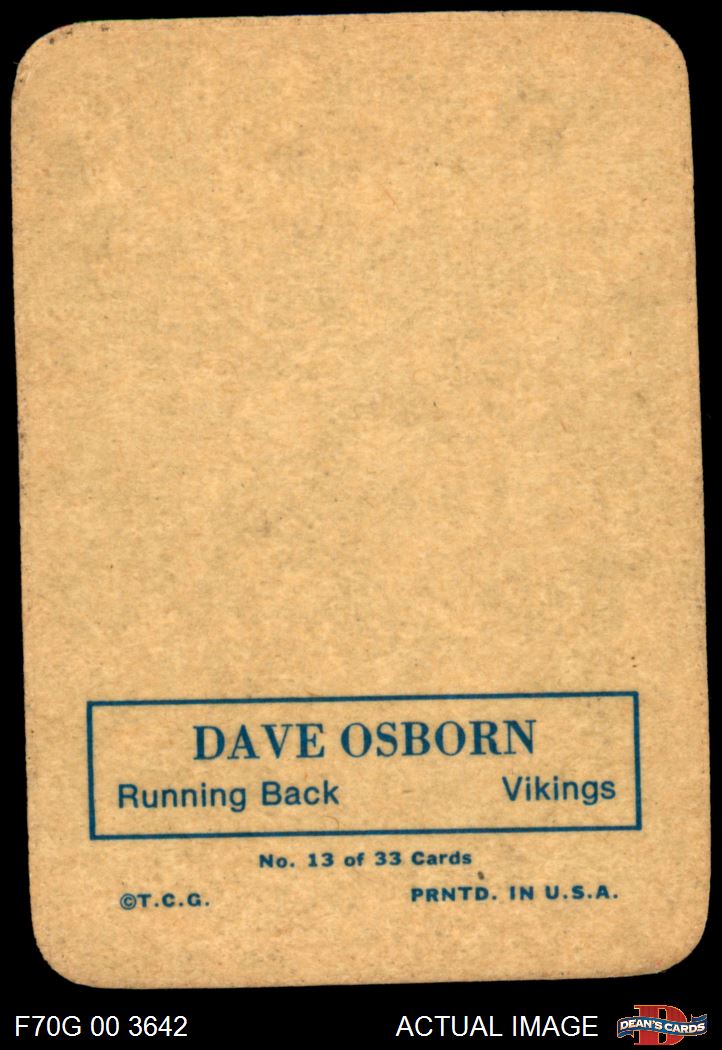 DAVE OSBORN
Running Back Vikings
No. 13 of 33 Cards
©T.C.G. PRNTD. IN U.S.A.
F70G 00 3642 ACTUAL IMAGE D DEAN'S CARDS